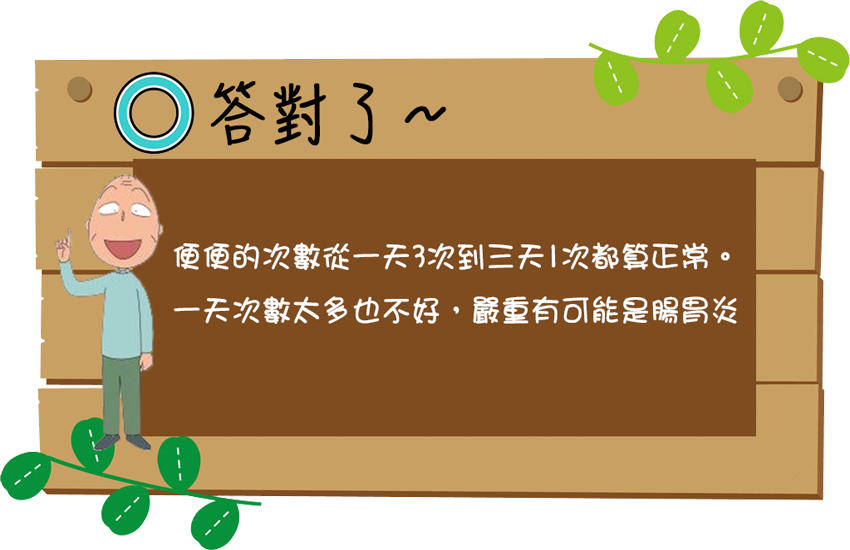 答對了~
便便的次數從一天3次到三天1次都算正常。
一天次數太多也不好，嚴重有可能是腸胃炎